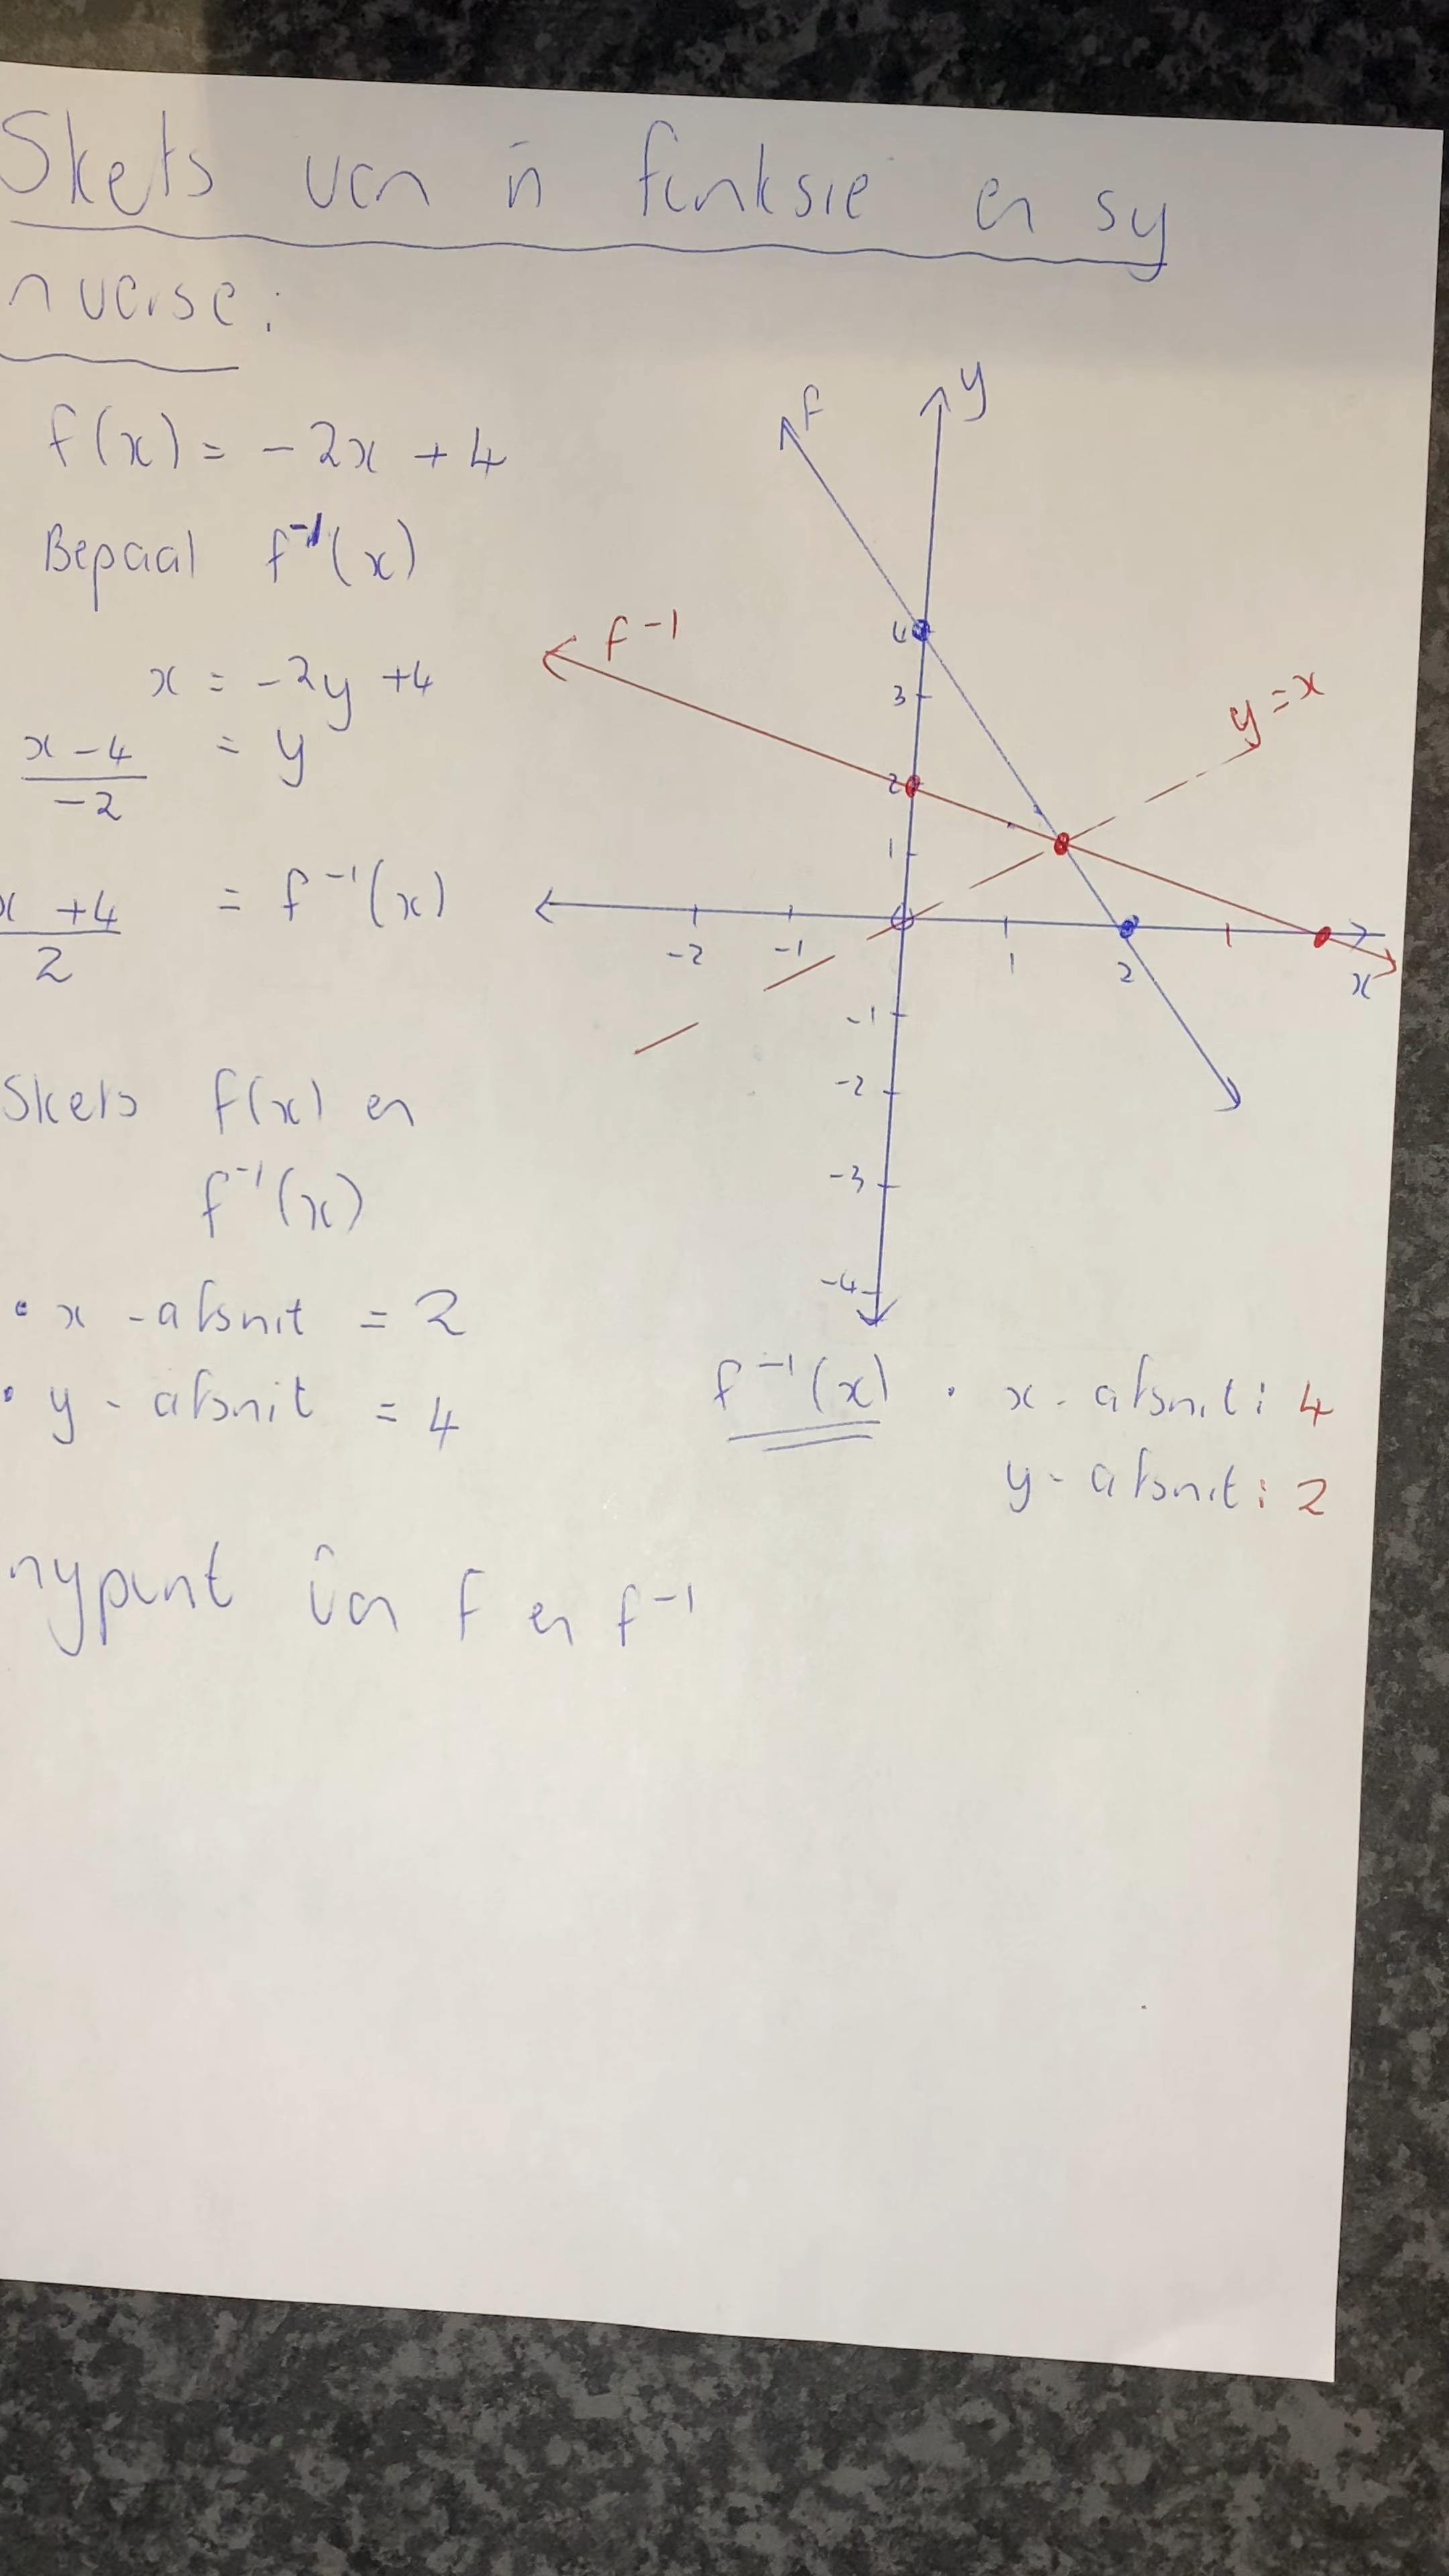 Skets van 'n funksie en sy
nverse:
f(x) = -2x + 4
Bepaal f⁻¹(x)
x = -2y +4
x - 4 / -2 = y
x +4 / 2 = f⁻¹(x)
Skets f(x) en
f⁻¹(x)
• x - afsnit = 2
• y - afsnit = 4
nypunt van f en f⁻¹
f
y
f⁻¹
4
3
y = x
2
1
-2 -1 1 2
x
-1
-2
-3
-4
f⁻¹(x) • x - afsnit: 4
y - afsnit: 2